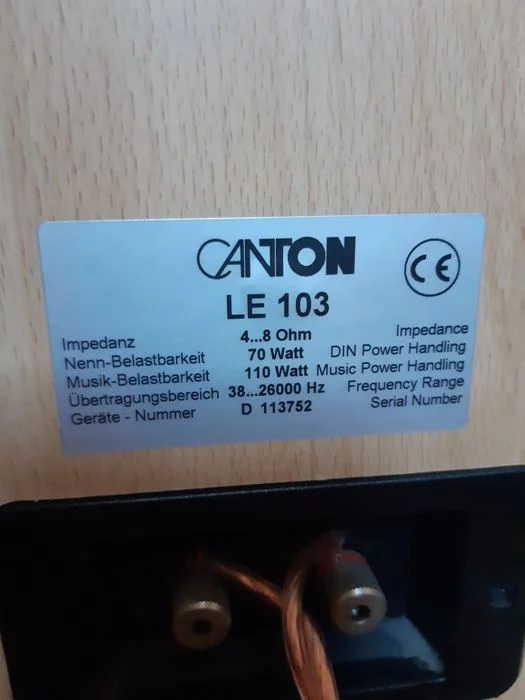 CANTON
CE
LE 103
Impedanz 4...8 Ohm Impedance
Nenn-Belastbarkeit 70 Watt DIN Power Handling
Musik-Belastbarkeit 110 Watt Music Power Handling
Übertragungsbereich 38...26000 Hz Frequency Range
Geräte - Nummer D 113752 Serial Number